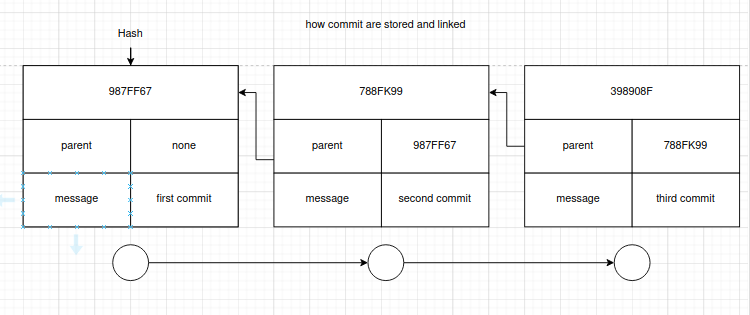 how commit are stored and linked
Hash
987FF67
parent none
message first commit
788FK99
parent 987FF67
message second commit
398908F
parent 788FK99
message third commit